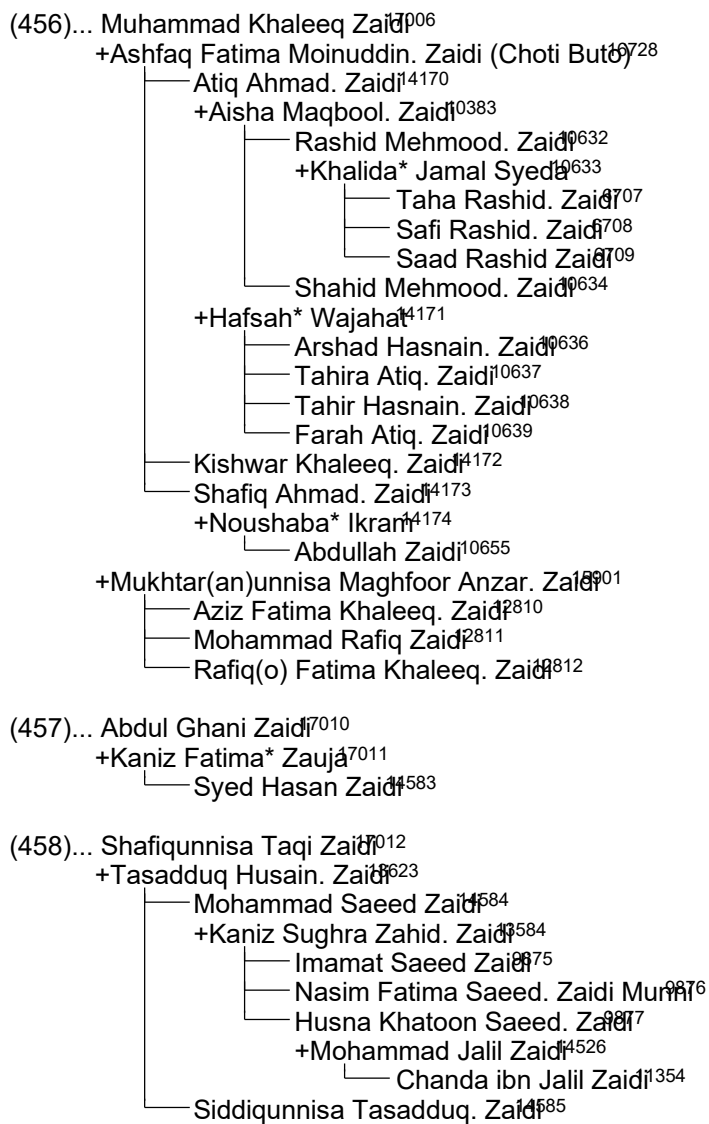 (456)... Muhammad Khaleeq Zaidi17006
+Ashfaq Fatima Moinuddin. Zaidi (Choti Buto)16728
Atiq Ahmad. Zaidi14170
+Aisha Maqbool. Zaidi10383
Rashid Mehmood. Zaidi10632
+Khalida* Jamal Syeda10633
Taha Rashid. Zaidi6707
Safi Rashid. Zaidi6708
Saad Rashid Zaidi6709
Shahid Mehmood. Zaidi10634
+Hafsah* Wajahat14171
Arshad Hasnain. Zaidi10636
Tahira Atiq. Zaidi10637
Tahir Hasnain. Zaidi10638
Farah Atiq. Zaidi10639
Kishwar Khaleeq. Zaidi14172
Shafiq Ahmad. Zaidi14173
+Noushaba* Ikram14174
Abdullah Zaidi10655
+Mukhtar(an)unnisa Maghfoor Anzar. Zaidi15901
Aziz Fatima Khaleeq. Zaidi12810
Mohammad Rafiq Zaidi12811
Rafiq(o) Fatima Khaleeq. Zaidi12812
(457)... Abdul Ghani Zaidi17010
+Kaniz Fatima* Zauja17011
Syed Hasan Zaidi14583
(458)... Shafiqunnisa Taqi Zaidi17012
+Tasadduq Husain. Zaidi13623
Mohammad Saeed Zaidi14584
+Kaniz Sughra Zahid. Zaidi13584
Imamat Saeed Zaidi9875
Nasim Fatima Saeed. Zaidi Munni9876
Husna Khatoon Saeed. Zaidi9877
+Mohammad Jalil Zaidi14526
Chanda ibn Jalil Zaidi11354
Siddiqunnisa Tasadduq. Zaidi14585